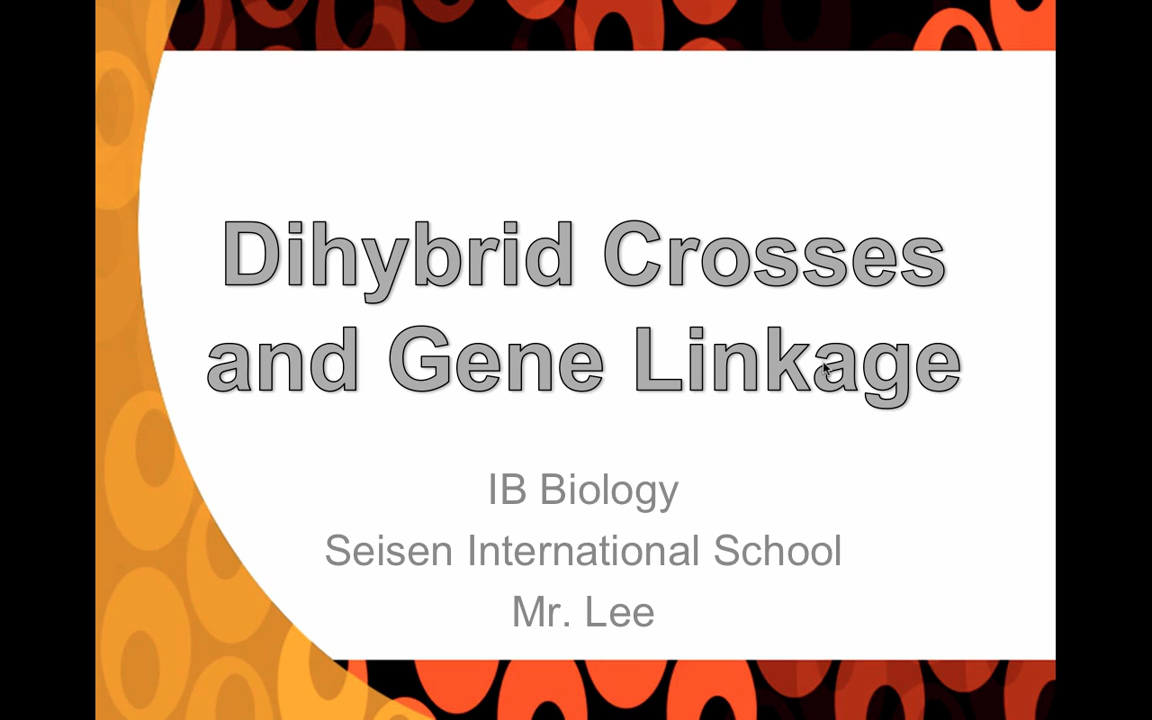 Dihybrid Crosses
and Gene Linkage
IB Biology
Seisen International School
Mr. Lee